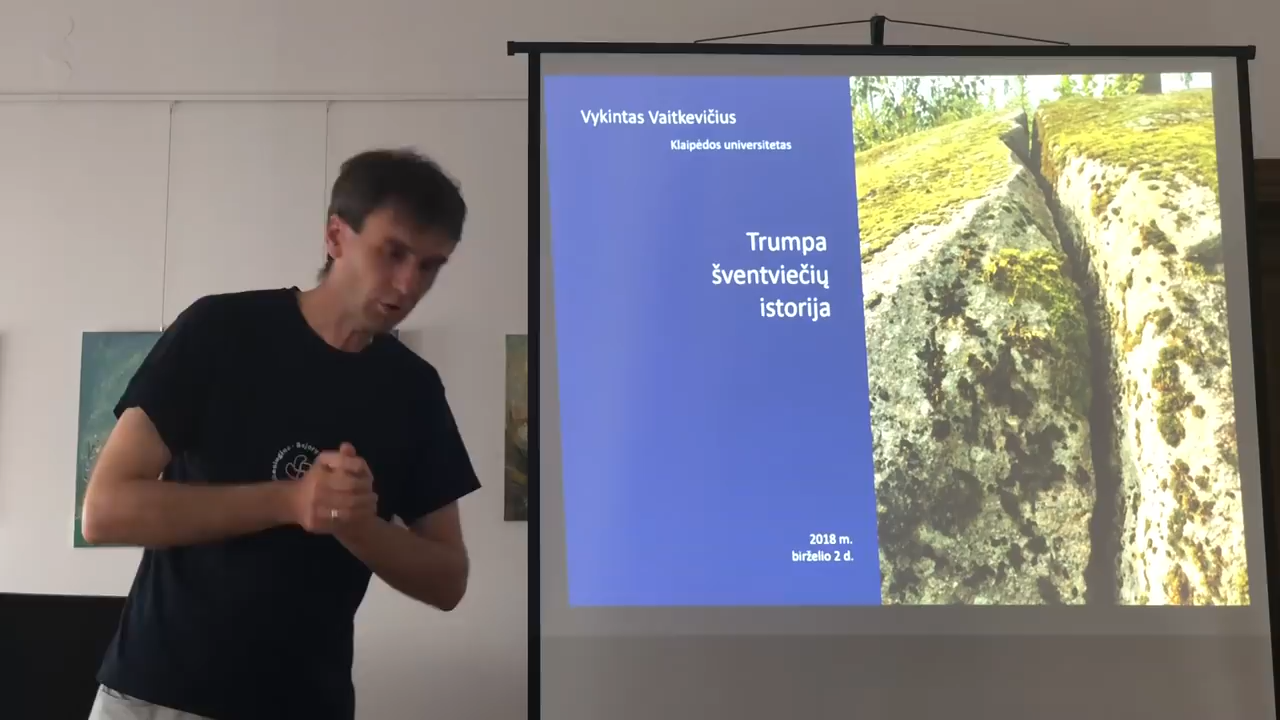 Vykintas Vaitkevičius
Klaipėdos universitetas
Trumpa
šventviečių
istorija
2018 m.
birželio 2 d.